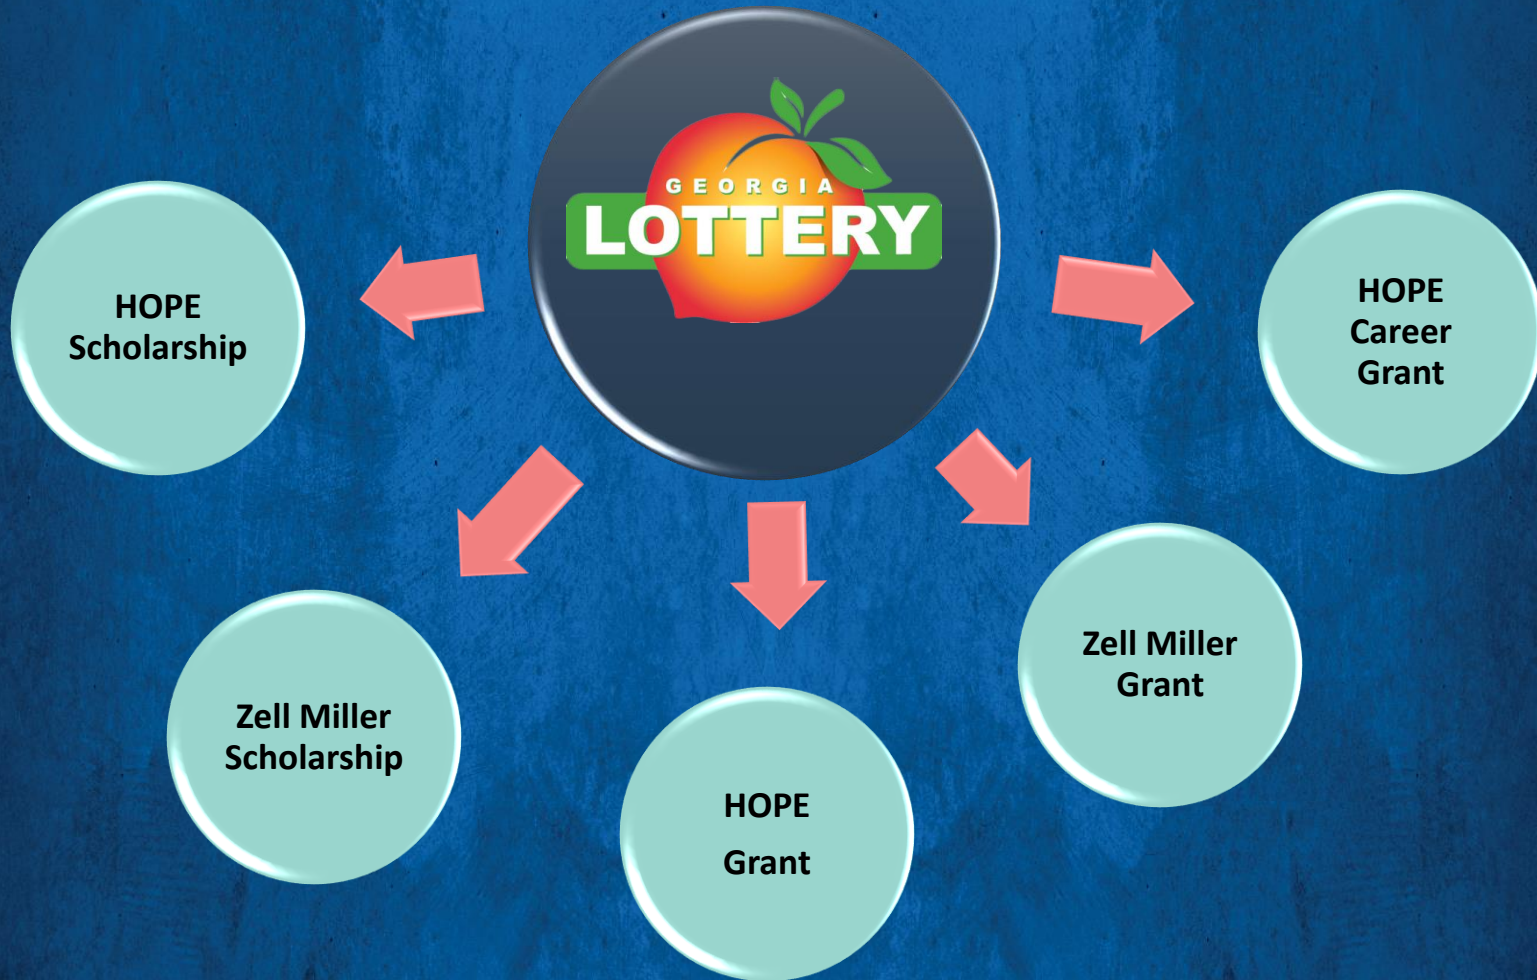 GEORGIA
LOTTERY
HOPE
Scholarship
HOPE
Career
Grant
Zell Miller
Scholarship
HOPE
Grant
Zell Miller
Grant